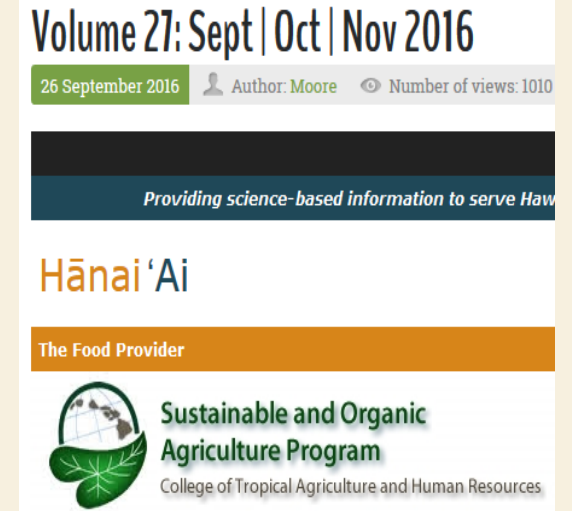 Volume 27: Sept | Oct | Nov 2016
26 September 2016 Author: Moore Number of views: 1010
Providing science-based information to serve Haw
Hānai ʻAi
The Food Provider
Sustainable and Organic
Agriculture Program
College of Tropical Agriculture and Human Resources